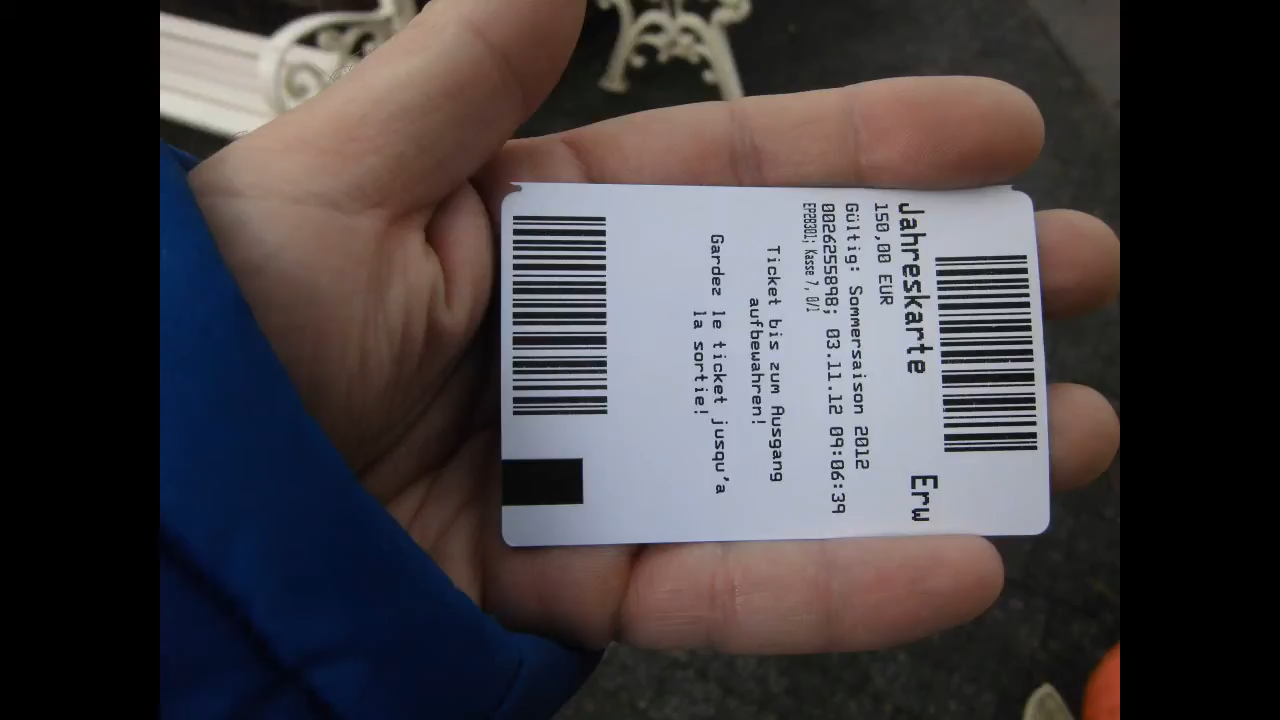 Jahreskarte Erw
150,00 EUR
Gültig: Sommersaison 2012
0026255898; 03.11.12 09:06:39
EP2B301; Kasse 7, 0/1
Ticket bis zum Ausgang
aufbewahren!
Gardez le ticket jusqu'a
la sortie!